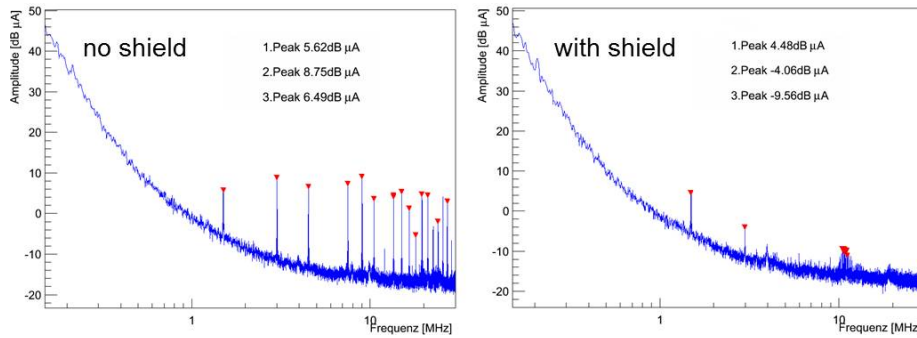 Amplitude [dB µA]
50
40
30
20
10
0
-10
-20
no shield
1.Peak 5.62dB µA
2.Peak 8.75dB µA
3.Peak 6.49dB µA
1
10
Frequenz [MHz]
Amplitude [dB µA]
50
40
30
20
10
0
-10
-20
with shield
1.Peak 4.48dB µA
2.Peak -4.06dB µA
3.Peak -9.56dB µA
1
10
Frequenz [MHz]